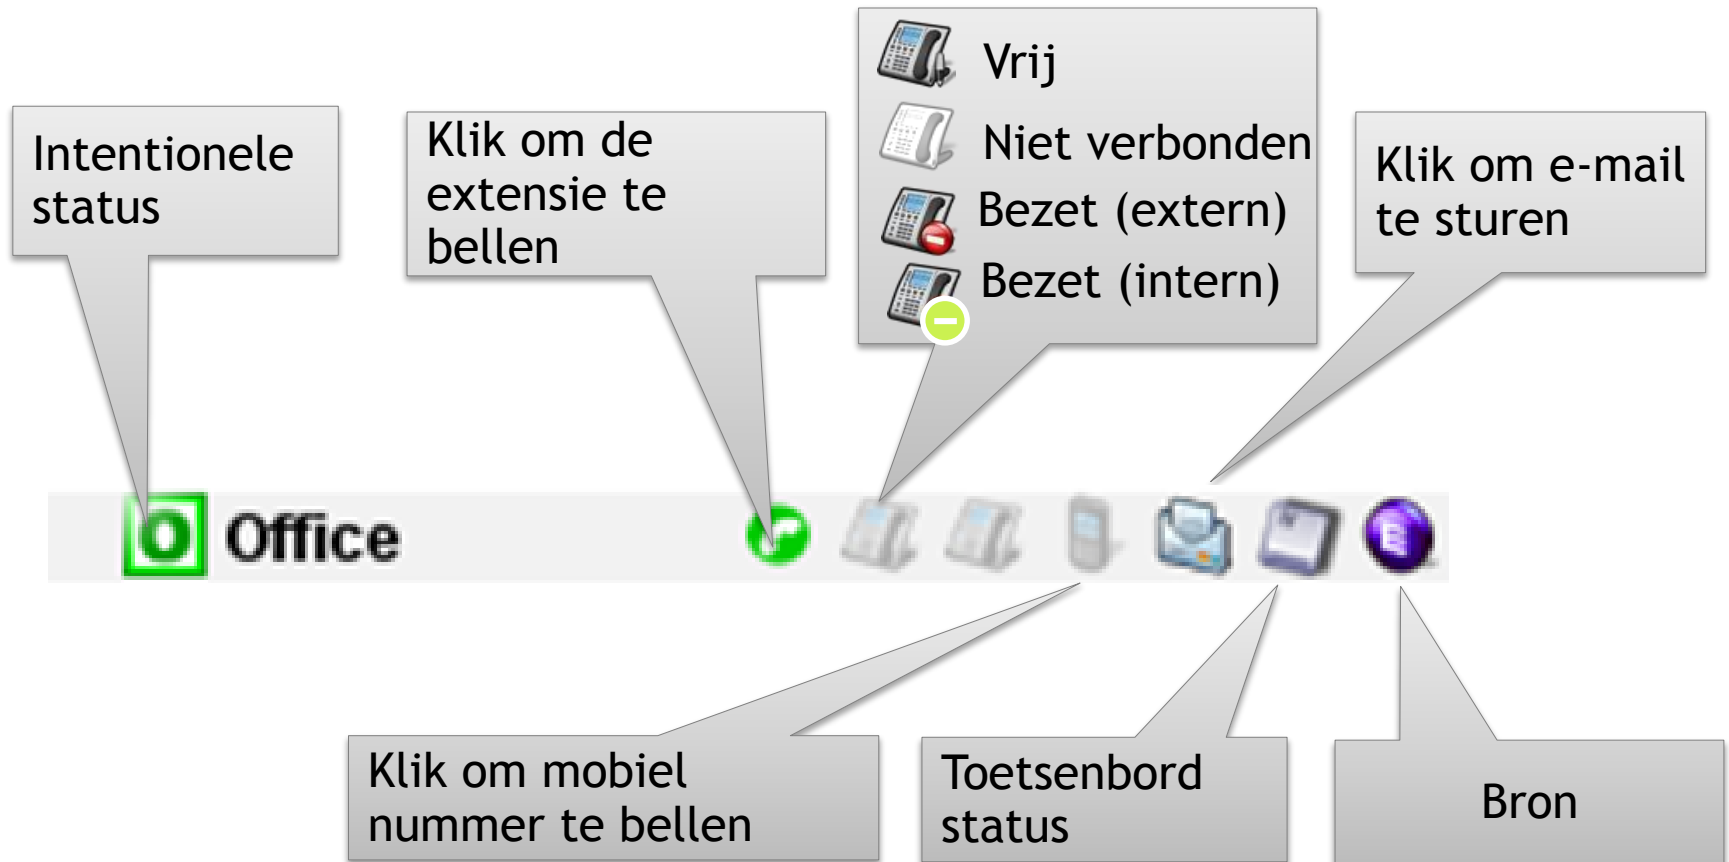 Intentionele
status
Klik om de
extensie te
bellen
Vrij
Niet verbonden
Bezet (extern)
Bezet (intern)
Klik om e-mail
te sturen
O Office
E
Klik om mobiel
nummer te bellen
Toetsenbord
status
Bron